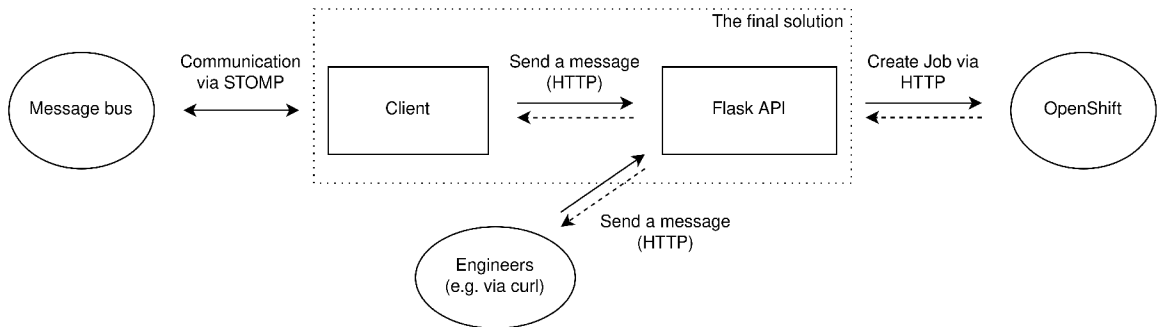 The final solution
Communication
via STOMP
Send a message
(HTTP)
Create Job via
HTTP
Message bus
Client
Flask API
OpenShift
Send a message
(HTTP)
Engineers
(e.g. via curl)